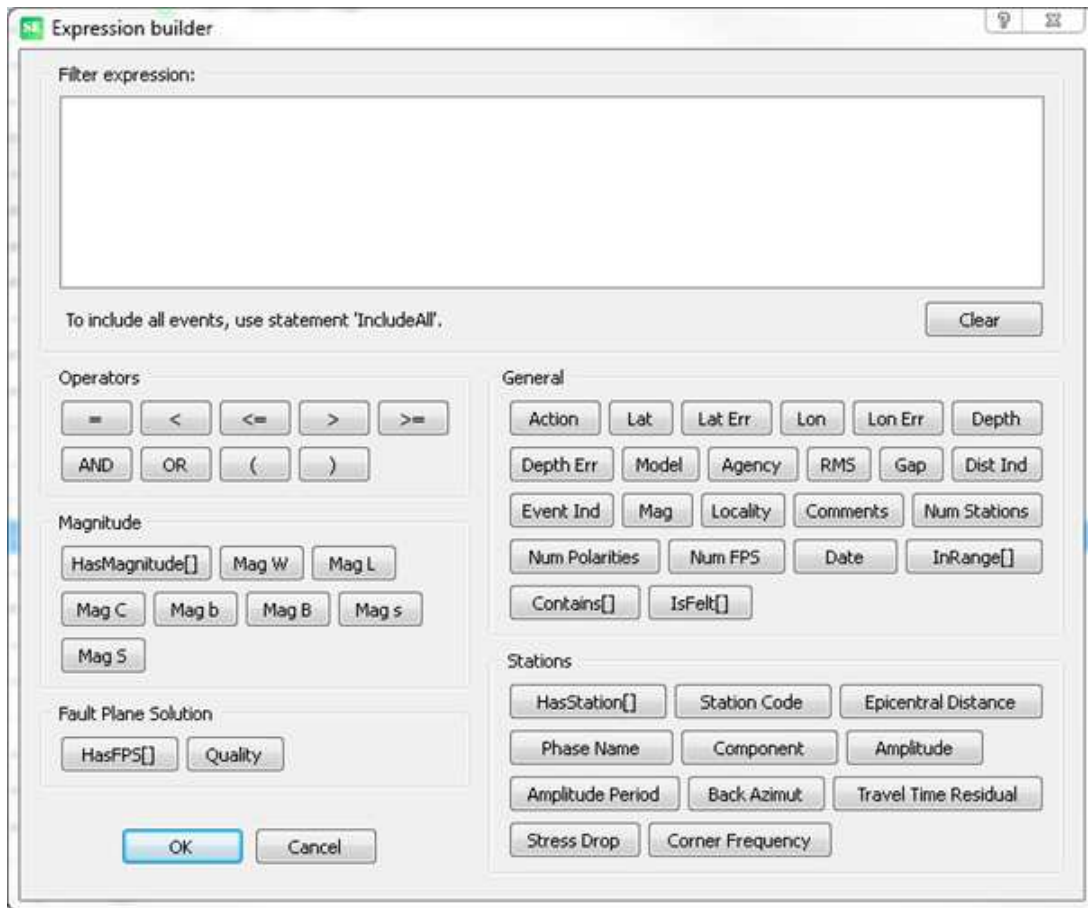 SE Expression builder
Filter expression:
To include all events, use statement 'IncludeAll'.
Clear
Operators
= < <= > >=
AND OR ( )
Magnitude
HasMagnitude[] Mag W Mag L
Mag C Mag b Mag B Mag s
Mag S
Fault Plane Solution
HasFPS[] Quality
OK Cancel
General
Action Lat Lat Err Lon Lon Err Depth
Depth Err Model Agency RMS Gap Dist Ind
Event Ind Mag Locality Comments Num Stations
Num Polarities Num FPS Date InRange[]
Contains[] IsFelt[]
Stations
HasStation[] Station Code Epicentral Distance
Phase Name Component Amplitude
Amplitude Period Back Azimut Travel Time Residual
Stress Drop Corner Frequency